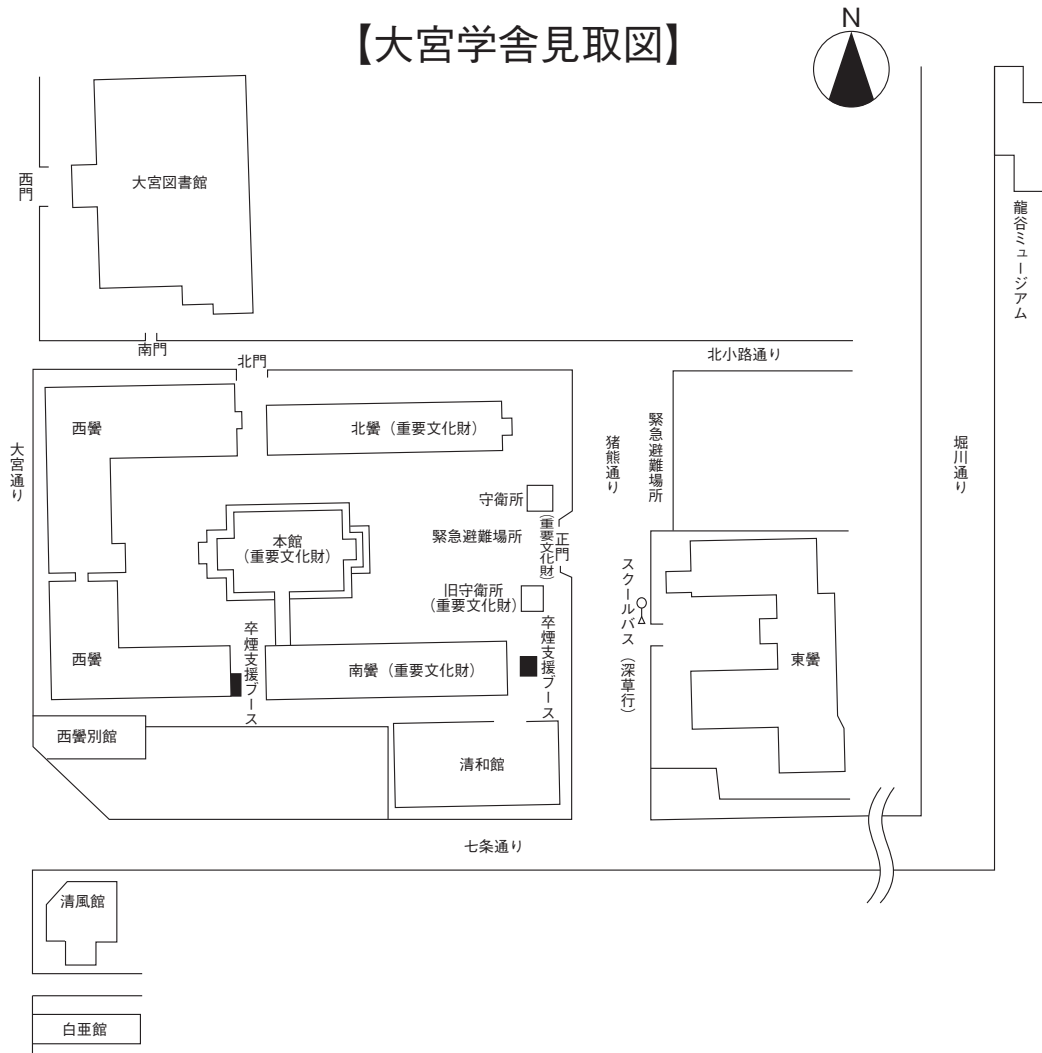 【大宮学舎見取図】
N
西門
大宮図書館
龍谷ミュージアム
南門
北門
北小路通り
大宮通り
西黌
北黌（重要文化財）
猪熊通り
緊急避難場所
堀川通り
守衛所
本館
（重要文化財）
緊急避難場所
正門
（重要文化財）
旧守衛所
（重要文化財）
スクールバス（深草行）
西黌
卒煙支援ブース
南黌（重要文化財）
卒煙支援ブース
東黌
西黌別館
清和館
七条通り
清風館
白亜館